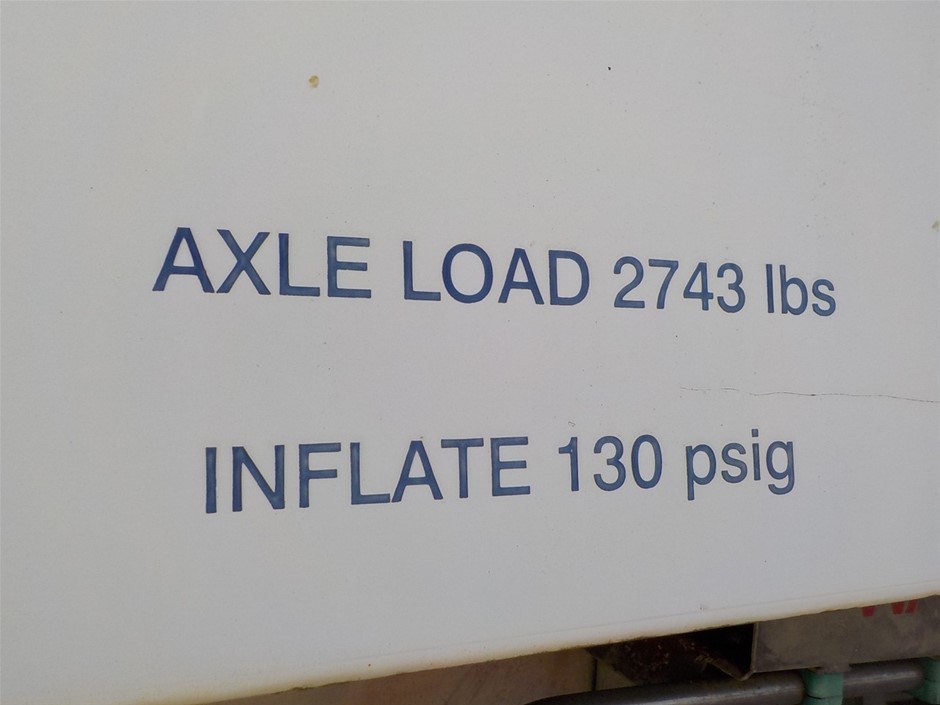 AXLE LOAD 2743 lbs
INFLATE 130 psig